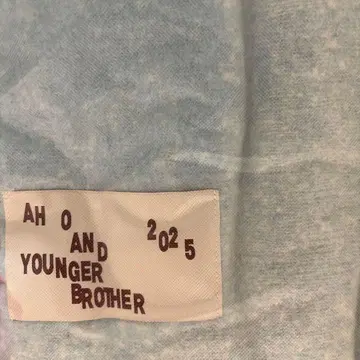 AH O
AND
YOUNGER
BROTHER
2025